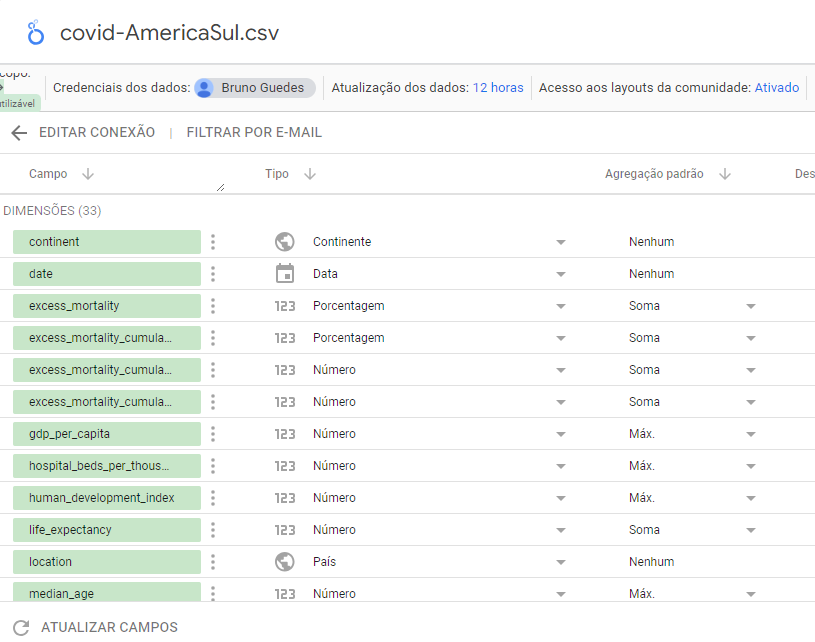 covid-AmericaSul.csv
copo:
Credenciais dos dados: Bruno Guedes Atualização dos dados: 12 horas Acesso aos layouts da comunidade: Ativado
utilizável
EDITAR CONEXÃO | FILTRAR POR E-MAIL
Campo Tipo Agregação padrão Des
DIMENSÕES (33)
continent Continente Nenhum
date Data Nenhum
excess_mortality 123 Porcentagem Soma
excess_mortality_cumula... 123 Porcentagem Soma
excess_mortality_cumula... 123 Número Soma
excess_mortality_cumula... 123 Número Soma
gdp_per_capita 123 Número Máx.
hospital_beds_per_thous... 123 Número Máx.
human_development_index 123 Número Máx.
life_expectancy 123 Número Soma
location País Nenhum
median_age 123 Número Máx.
ATUALIZAR CAMPOS